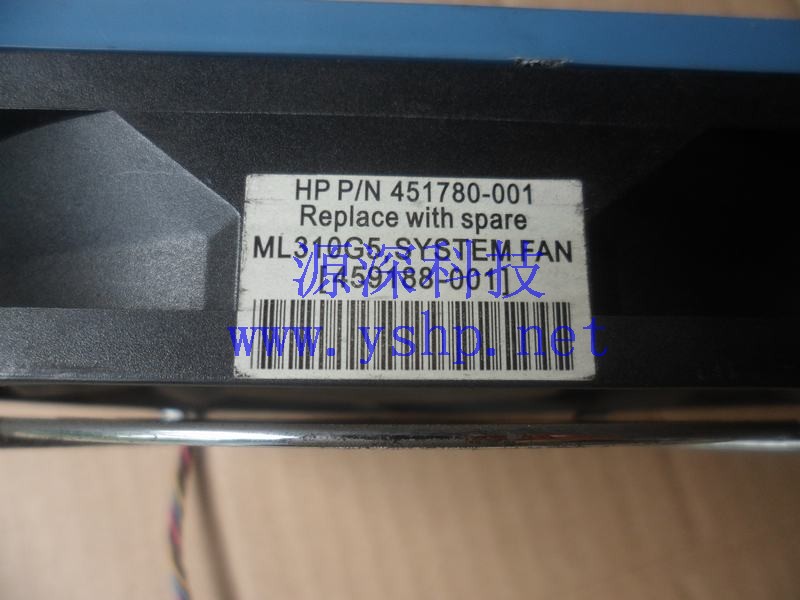 HP P/N 451780-001
Replace with spare
ML310G5 SYSTEM FAN
[459188-001]
源深科技
www.yshp.net